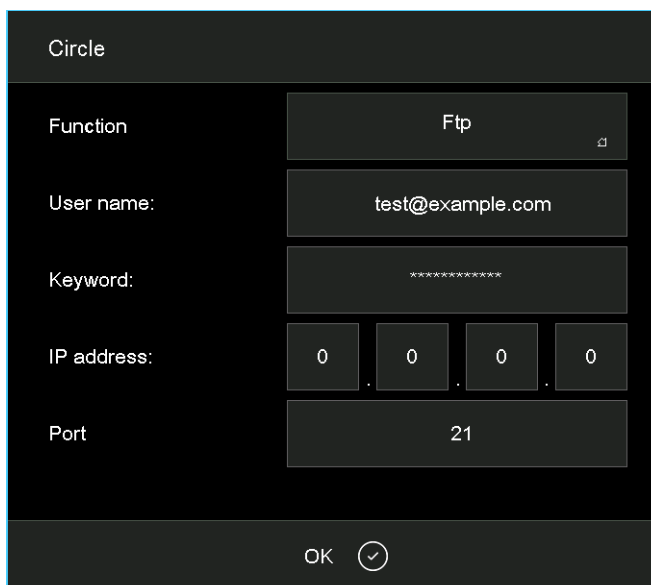 Circle
Function Ftp
User name: test@example.com
Keyword: ************
IP address: 0 . 0 . 0 . 0
Port 21
OK